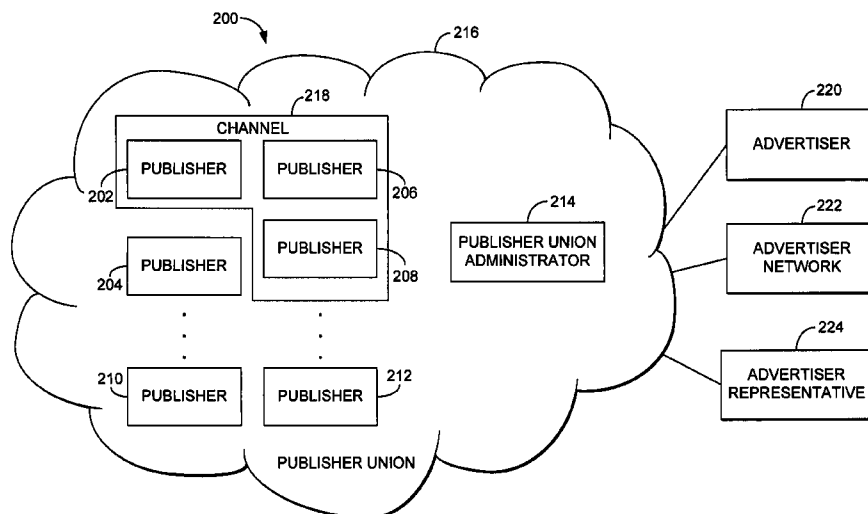 200
216
218
CHANNEL
PUBLISHER
PUBLISHER
202
206
PUBLISHER
204
PUBLISHER
208
214
PUBLISHER UNION
ADMINISTRATOR
210
PUBLISHER
PUBLISHER
212
PUBLISHER UNION
220
ADVERTISER
222
ADVERTISER
NETWORK
224
ADVERTISER
REPRESENTATIVE